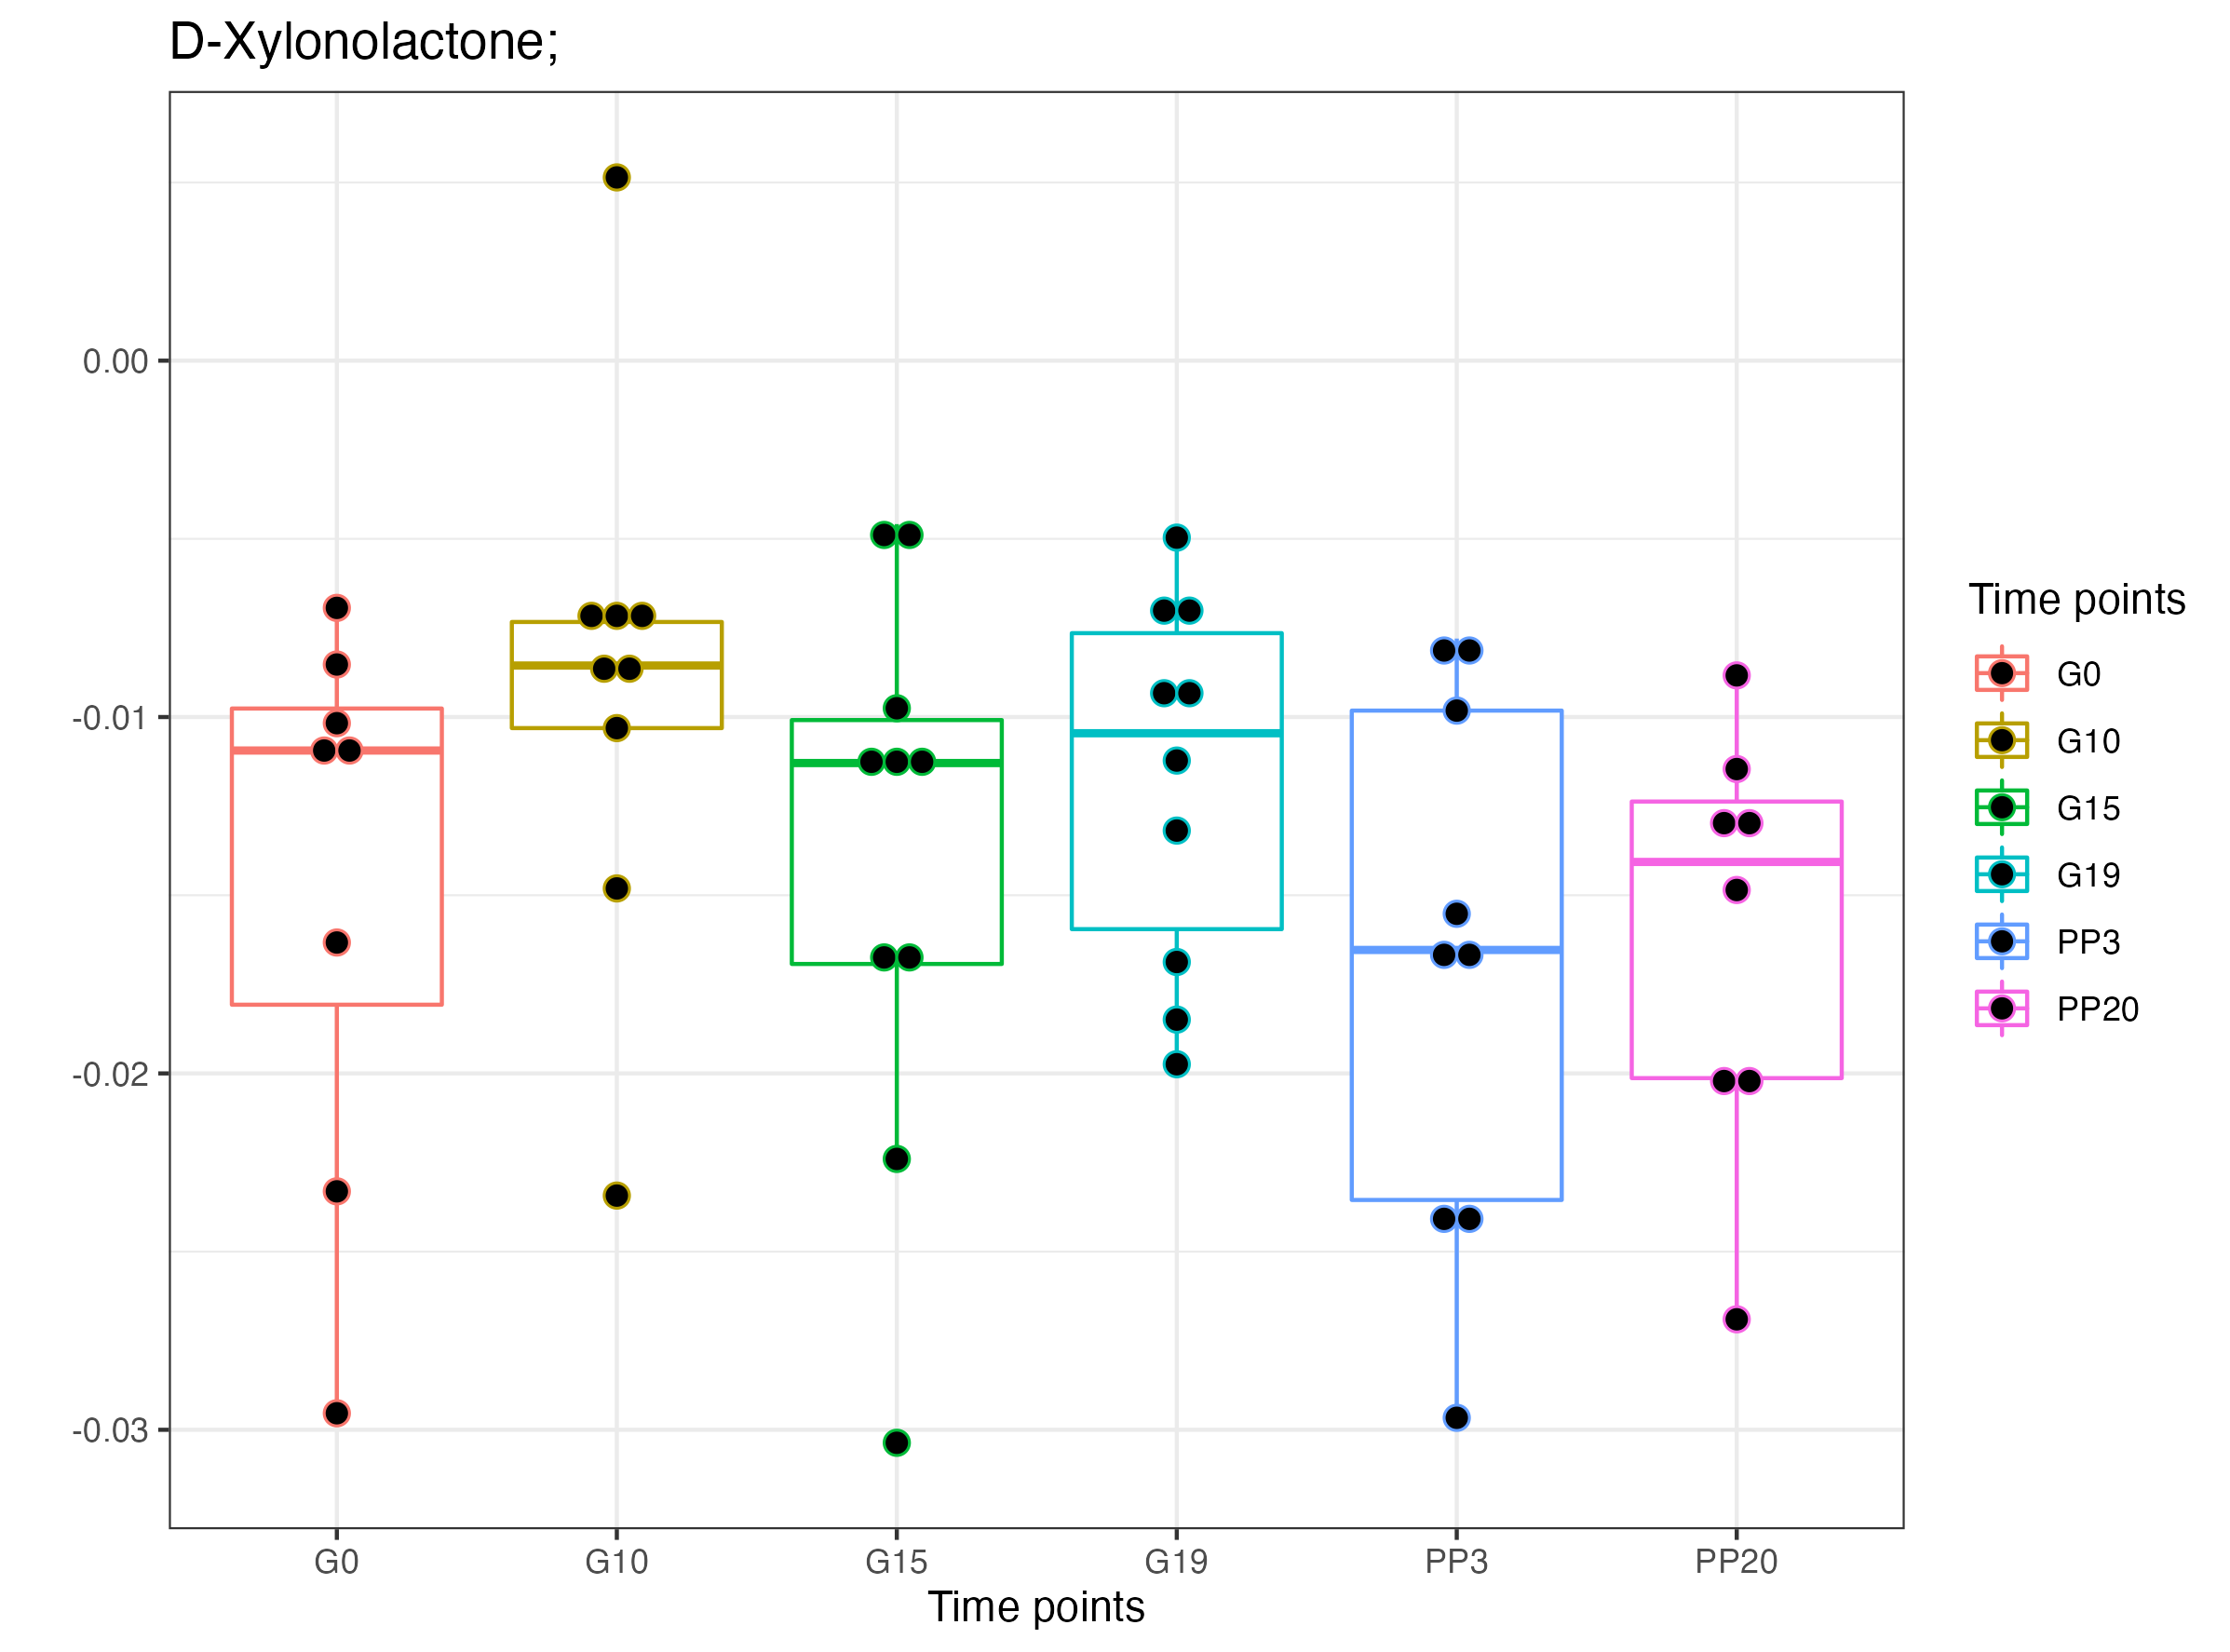 D-Xylonolactone;
0.00
-0.01
-0.02
-0.03
G0 G10 G15 G19 PP3 PP20
Time points
Time points
G0
G10
G15
G19
PP3
PP20